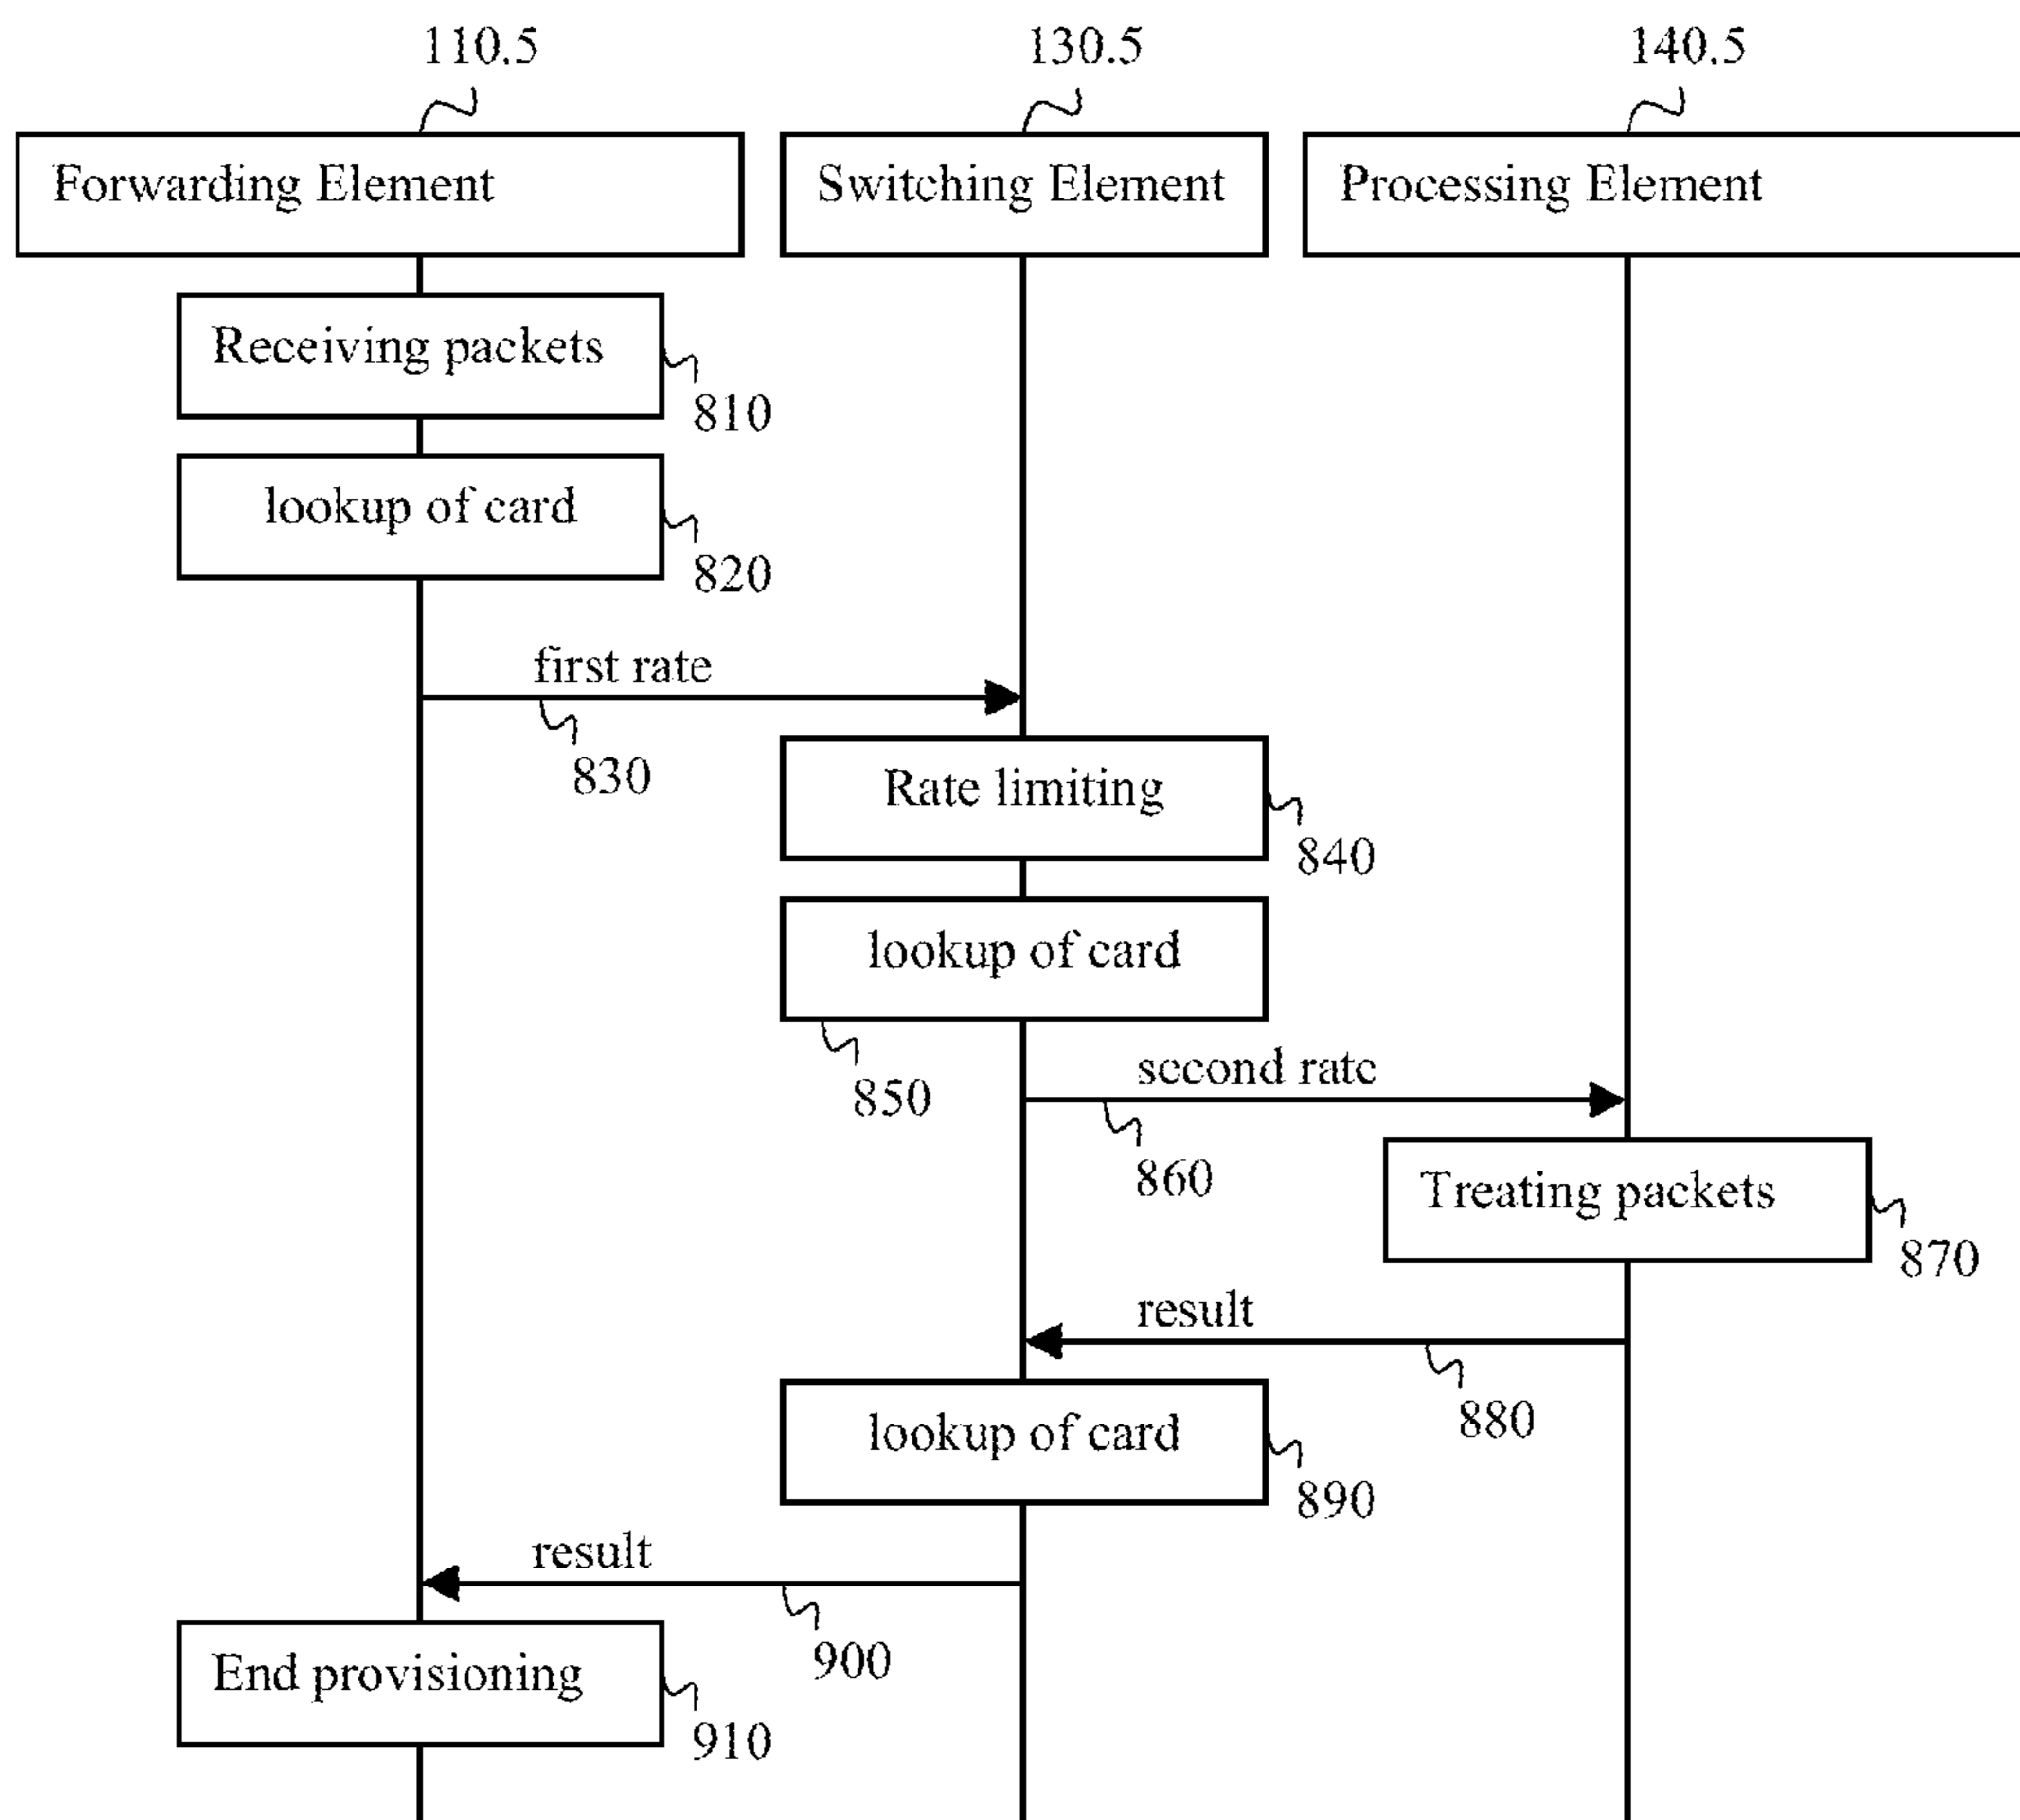 110.5
130.5
140.5
Forwarding Element
Switching Element
Processing Element
Receiving packets
810
lookup of card
820
first rate
830
Rate limiting
840
lookup of card
850
second rate
860
Treating packets
870
result
880
lookup of card
890
result
900
End provisioning
910